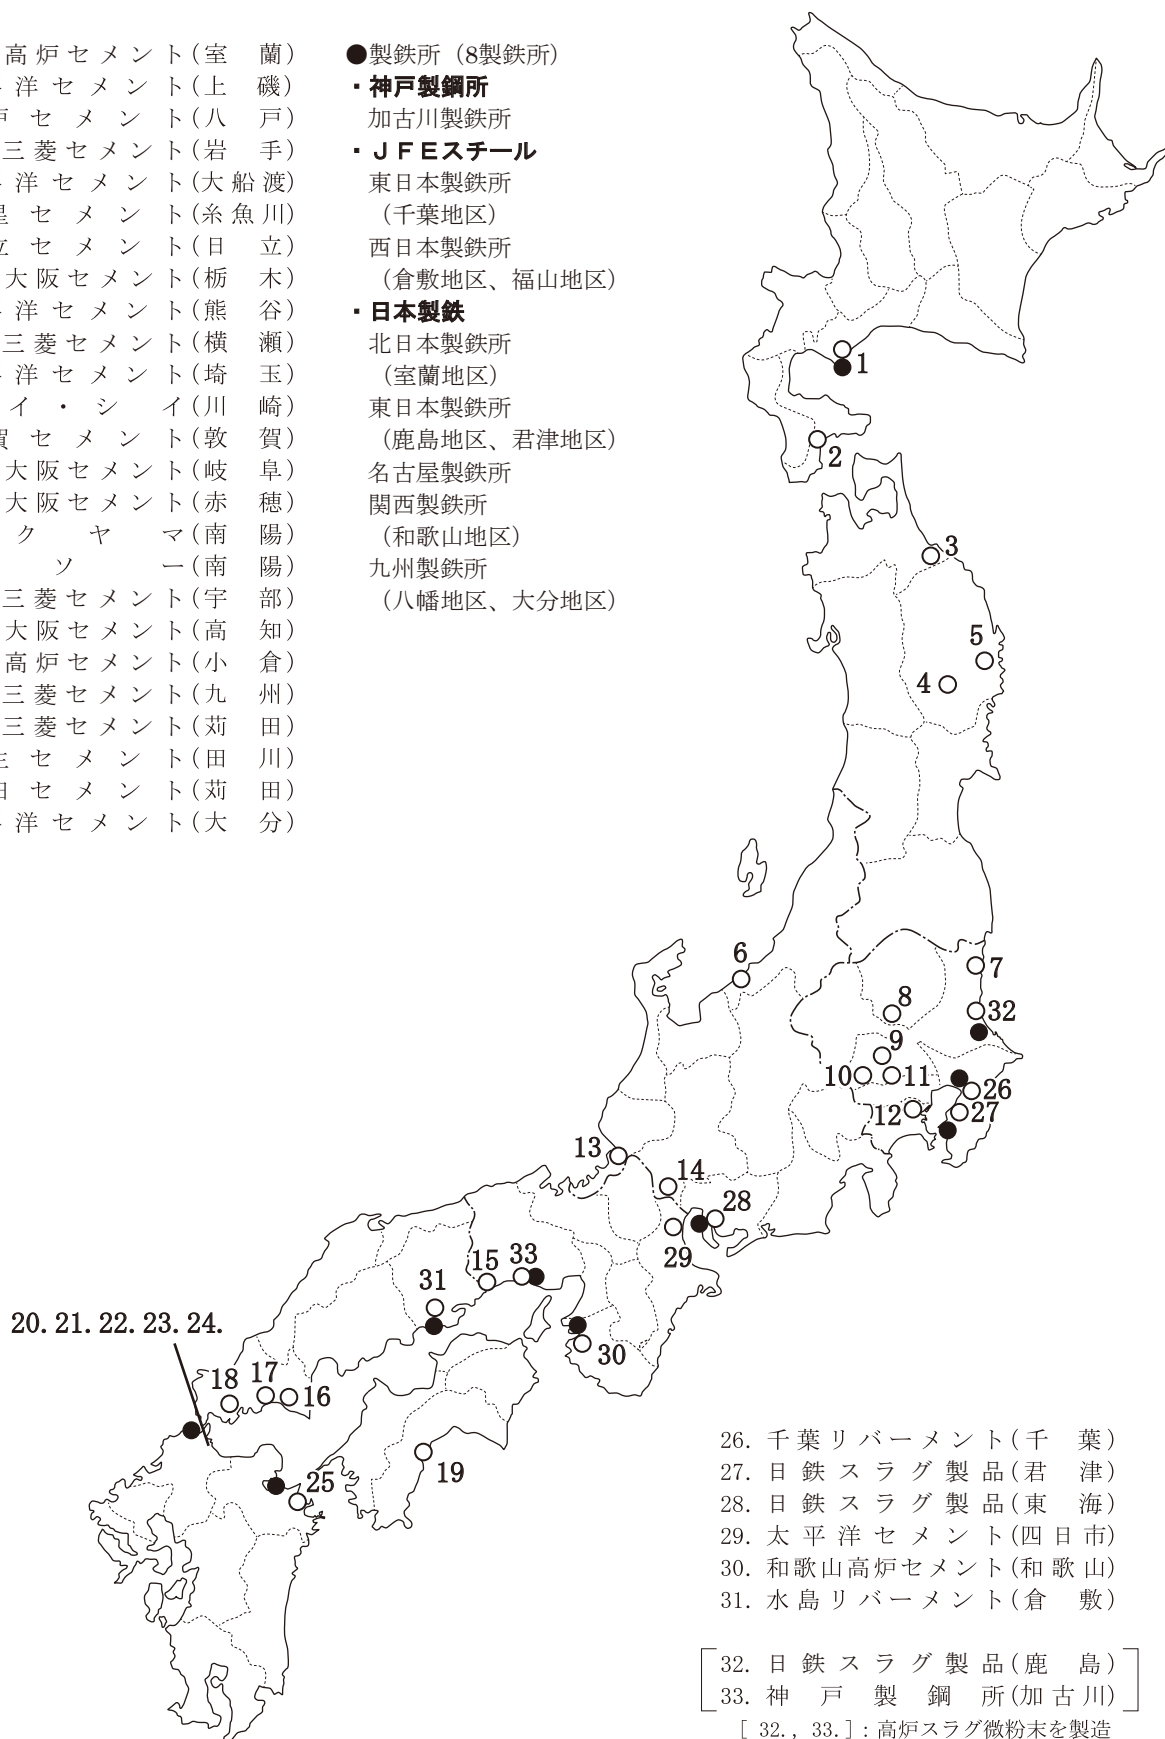 高炉セメント(室 蘭)
洋セメント(上 磯)
セメント(八 戸)
三菱セメント(岩 手)
洋セメント(大船渡)
セメント(糸魚川)
セメント(日 立)
大阪セメント(栃 木)
洋セメント(熊 谷)
三菱セメント(横 瀬)
洋セメント(埼 玉)
イ・シイ(川 崎)
セメント(敦 賀)
大阪セメント(岐 阜)
大阪セメント(赤 穂)
クヤマ(南 陽)
ソー(南 陽)
三菱セメント(宇 部)
大阪セメント(高 知)
高炉セメント(小 倉)
三菱セメント(九 州)
三菱セメント(苅 田)
セメント(田 川)
セメント(苅 田)
洋セメント(大 分)
●製鉄所（8製鉄所）
・神戸製鋼所
加古川製鉄所
・ＪＦＥスチール
東日本製鉄所
（千葉地区）
西日本製鉄所
（倉敷地区、福山地区）
・日本製鉄
北日本製鉄所
（室蘭地区）
東日本製鉄所
（鹿島地区、君津地区）
名古屋製鉄所
関西製鉄所
（和歌山地区）
九州製鉄所
（八幡地区、大分地区）
1
2
3
5
4
6
7
8
32
9
10
11
26
12
27
13
14
28
29
15
33
31
30
20. 21. 22. 23. 24.
18
17
16
19
25
26. 千葉リバーメント(千 葉)
27. 日鉄スラグ製品(君 津)
28. 日鉄スラグ製品(東 海)
29. 太平洋セメント(四日市)
30. 和歌山高炉セメント(和歌山)
31. 水島リバーメント(倉 敷)
32. 日鉄スラグ製品(鹿 島)
33. 神戸製鋼所(加古川)
[ 32., 33. ] : 高炉スラグ微粉末を製造